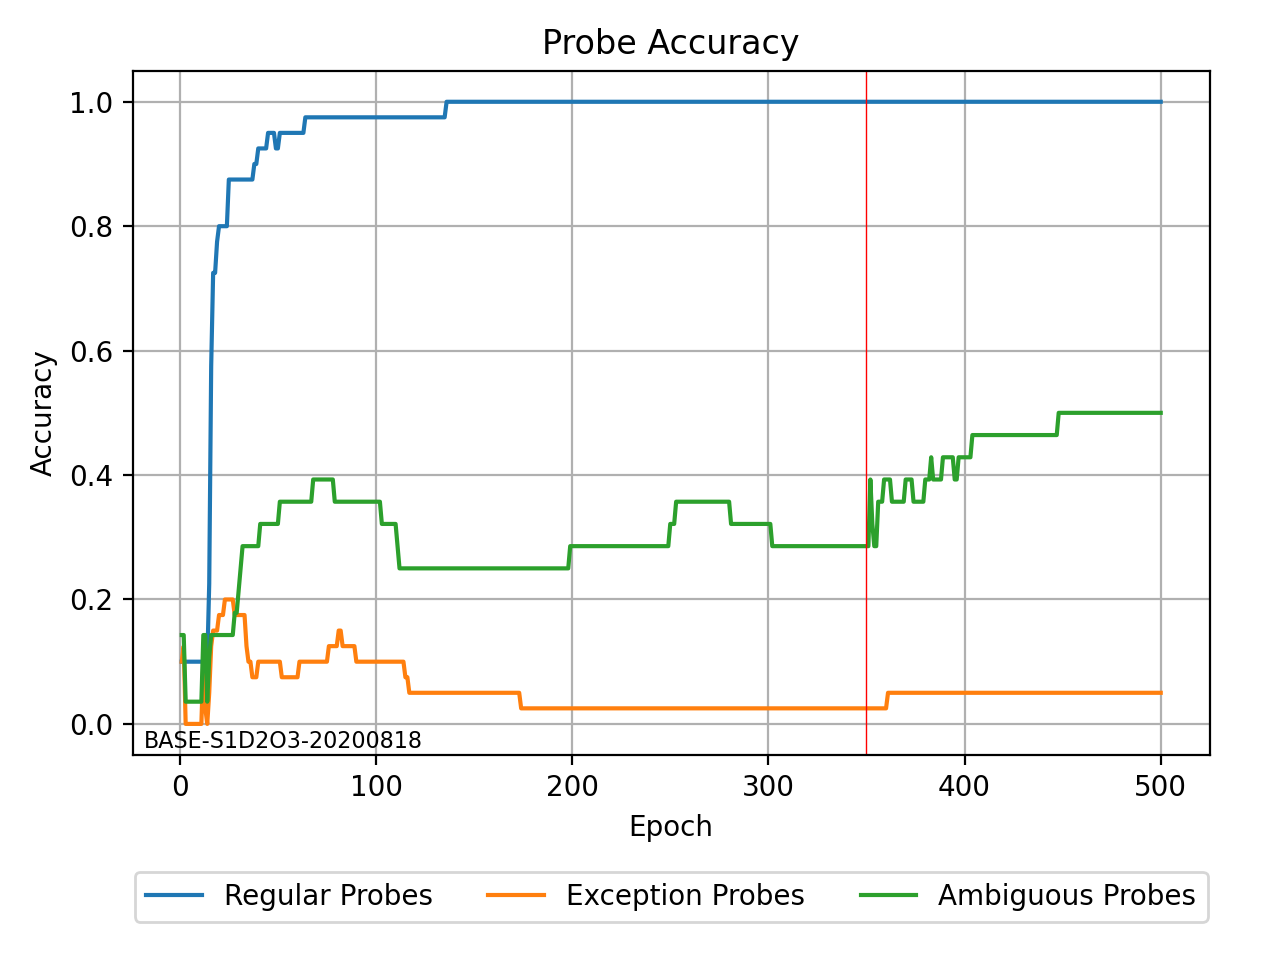 Probe Accuracy
Accuracy
1.0
0.8
0.6
0.4
0.2
0.0
BASE-S1D2O3-20200818
0 100 200 300 400 500
Epoch
Regular Probes Exception Probes Ambiguous Probes